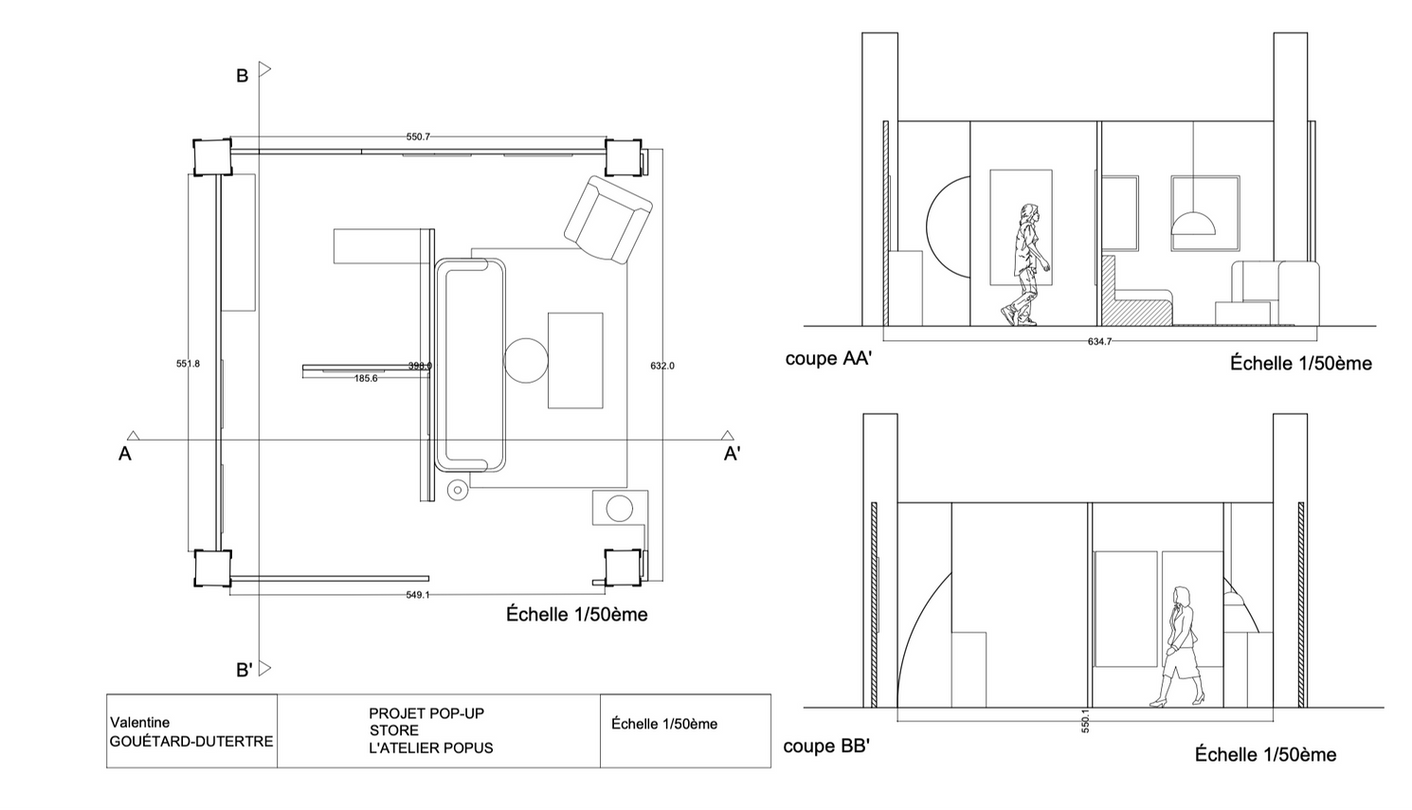 B
550.7
551.8
398.0
185.6
632.0
A
A'
549.1
Échelle 1/50ème
B'
Valentine
GOUÉTARD-DUTERTRE
PROJET POP-UP
STORE
L'ATELIER POPUS
Échelle 1/50ème
634.7
coupe AA'
Échelle 1/50ème
550.1
coupe BB'
Échelle 1/50ème